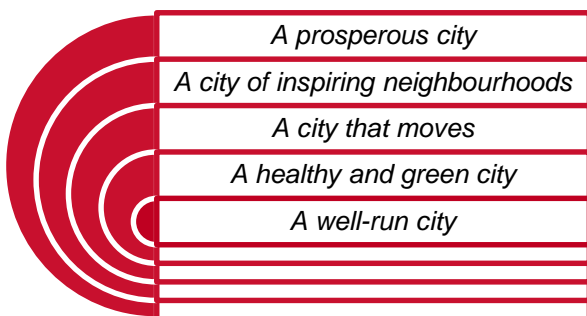 A prosperous city
A city of inspiring neighbourhoods
A city that moves
A healthy and green city
A well-run city